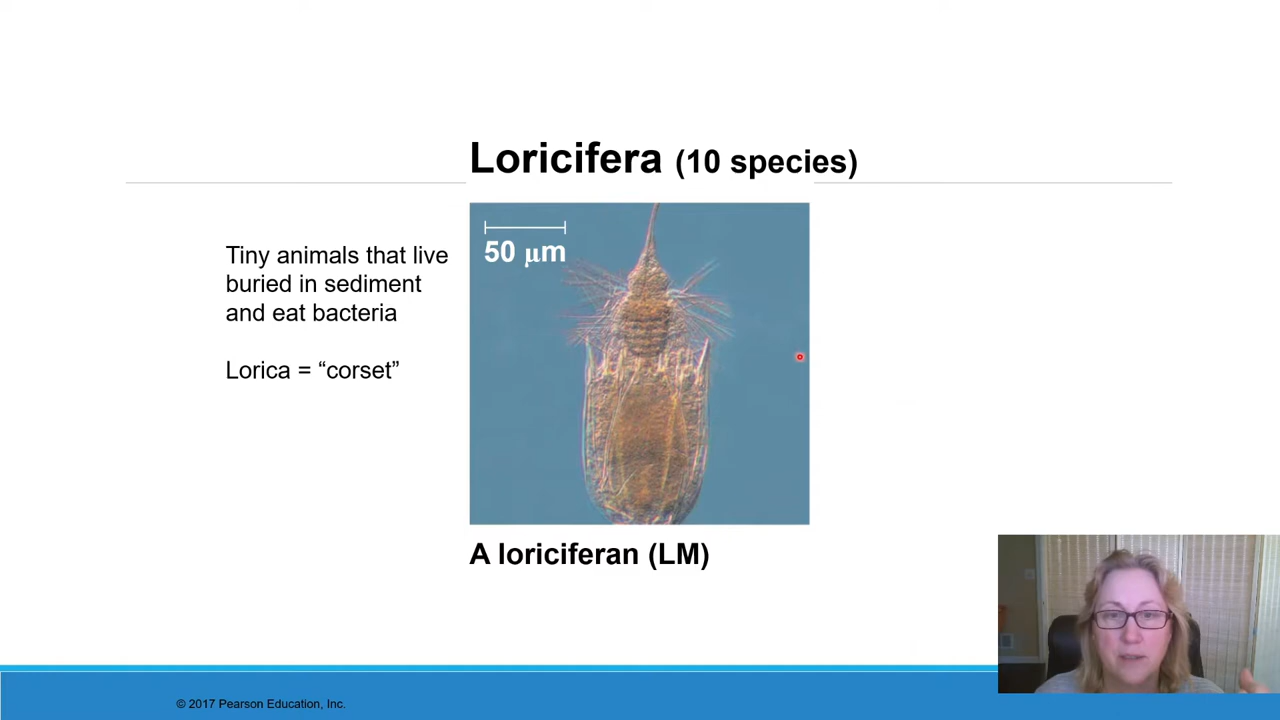 Loricifera (10 species)
Tiny animals that live
buried in sediment
and eat bacteria
Lorica = “corset”
50 μm
A loriciferan (LM)
© 2017 Pearson Education, Inc.